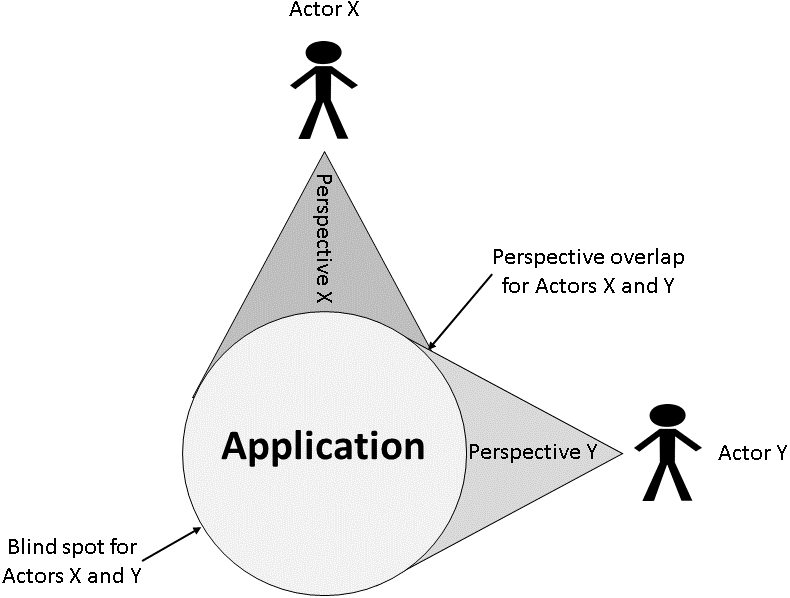 Actor X
Perspective X
Perspective overlap
for Actors X and Y
Application
Perspective Y
Actor Y
Blind spot for
Actors X and Y